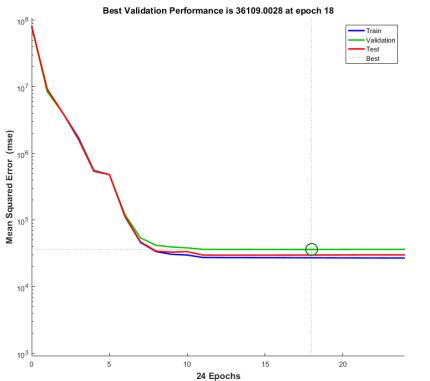 Best Validation Performance is 36109.0028 at epoch 18
Train
Validation
Test
Best
Mean Squared Error (mse)
10^8
10^7
10^6
10^5
10^4
10^3
0 5 10 15 20
24 Epochs